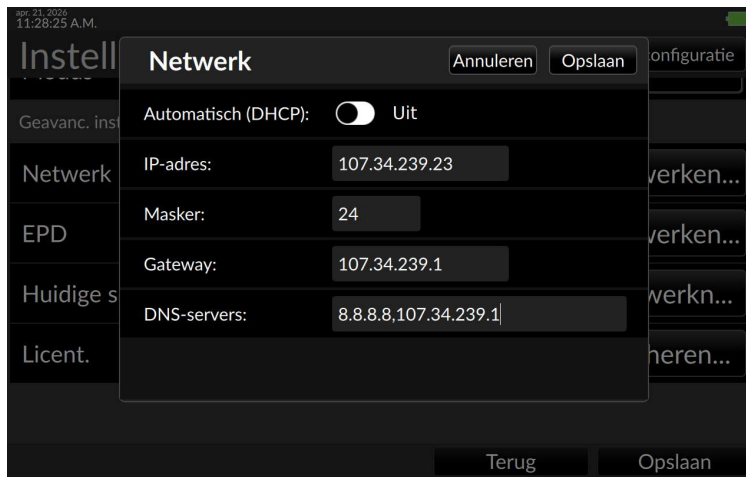 apr. 21, 2026
11:28:25 A.M.
Instell
Netwerk
Annuleren
Opslaan
onfiguratie
Geavanc. inst
Automatisch (DHCP):
Uit
IP-adres:
107.34.239.23
Netwerk
werken...
Masker:
24
EPD
werken...
Gateway:
107.34.239.1
Huidige s
werkn...
DNS-servers:
8.8.8.8,107.34.239.1
Licent.
heren...
Terug
Opslaan